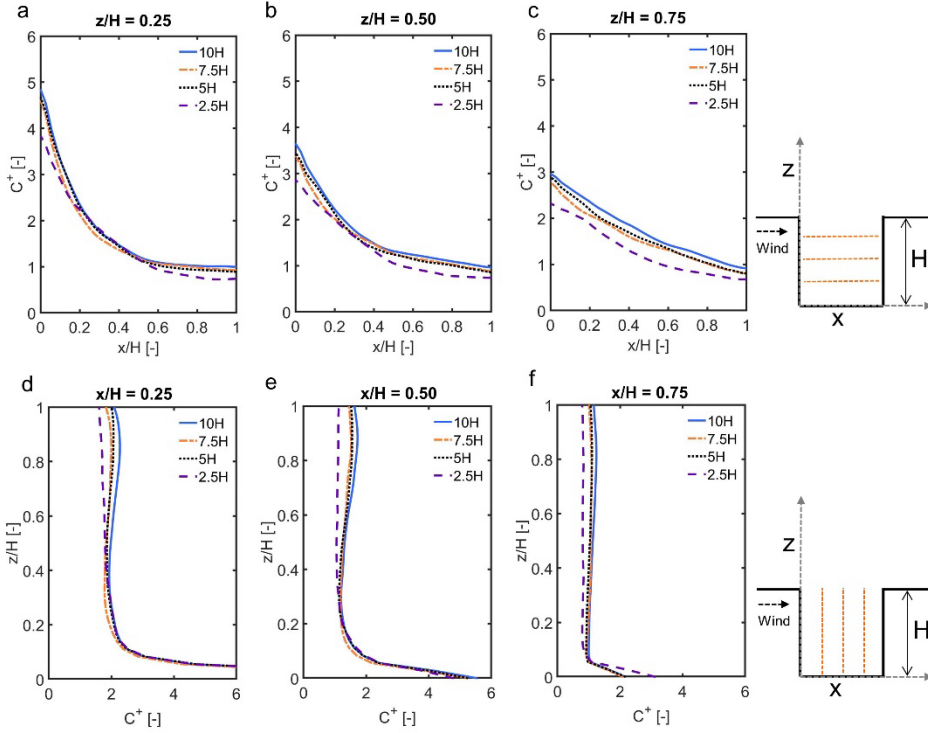 a
z/H = 0.25
10H
7.5H
5H
2.5H
6
5
4
3
2
1
0
C⁺ [-]
0 0.2 0.4 0.6 0.8 1
x/H [-]
b
z/H = 0.50
10H
7.5H
5H
2.5H
6
5
4
3
2
1
0
C⁺ [-]
0 0.2 0.4 0.6 0.8 1
x/H [-]
c
z/H = 0.75
10H
7.5H
5H
2.5H
6
5
4
3
2
1
0
C⁺ [-]
0 0.2 0.4 0.6 0.8 1
x/H [-]
Z
Wind
H
X
d
x/H = 0.25
10H
7.5H
5H
2.5H
1
0.8
0.6
0.4
0.2
0
z/H [-]
0 2 4 6
C⁺ [-]
e
x/H = 0.50
10H
7.5H
5H
2.5H
1
0.8
0.6
0.4
0.2
0
z/H [-]
0 2 4 6
C⁺ [-]
f
x/H = 0.75
10H
7.5H
5H
2.5H
1
0.8
0.6
0.4
0.2
0
z/H [-]
0 2 4 6
C⁺ [-]
Z
Wind
H
X